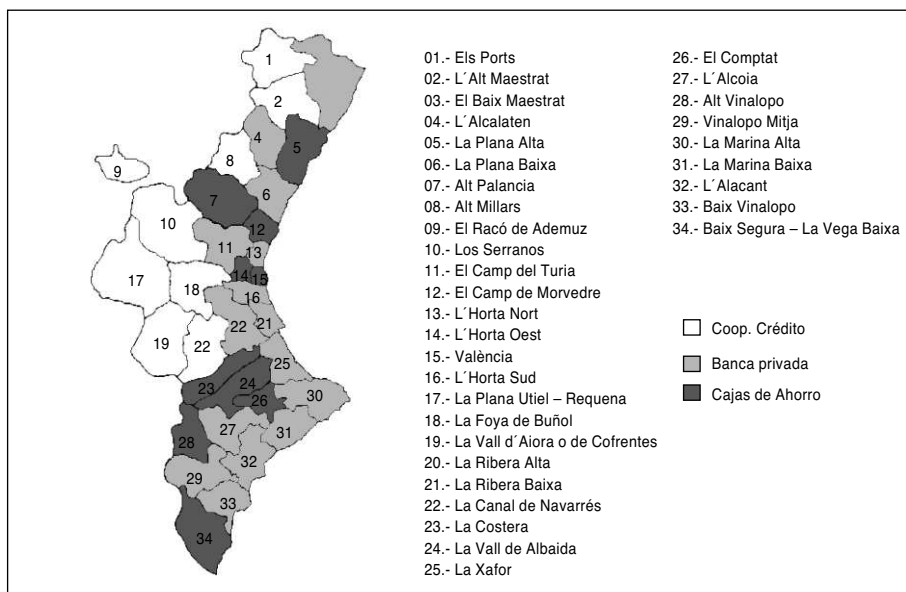 1
2
4
5
8
9
7
6
10
12
11
13
14
15
17
18
16
22
21
19
22
25
23
24
26
30
27
31
28
32
29
33
34
01.- Els Ports
02.- L´Alt Maestrat
03.- El Baix Maestrat
04.- L´Alcalaten
05.- La Plana Alta
06.- La Plana Baixa
07.- Alt Palancia
08.- Alt Millars
09.- El Racó de Ademuz
10.- Los Serranos
11.- El Camp del Turia
12.- El Camp de Morvedre
13.- L´Horta Nort
14.- L´Horta Oest
15.- València
16.- L´Horta Sud
17.- La Plana Utiel – Requena
18.- La Foya de Buñol
19.- La Vall d´Aiora o de Cofrentes
20.- La Ribera Alta
21.- La Ribera Baixa
22.- La Canal de Navarrés
23.- La Costera
24.- La Vall de Albaida
25.- La Xafor
26.- El Comptat
27.- L´Alcoia
28.- Alt Vinalopo
29.- Vinalopo Mitja
30.- La Marina Alta
31.- La Marina Baixa
32.- L´Alacant
33.- Baix Vinalopo
34.- Baix Segura – La Vega Baixa
Coop. Crédito
Banca privada
Cajas de Ahorro